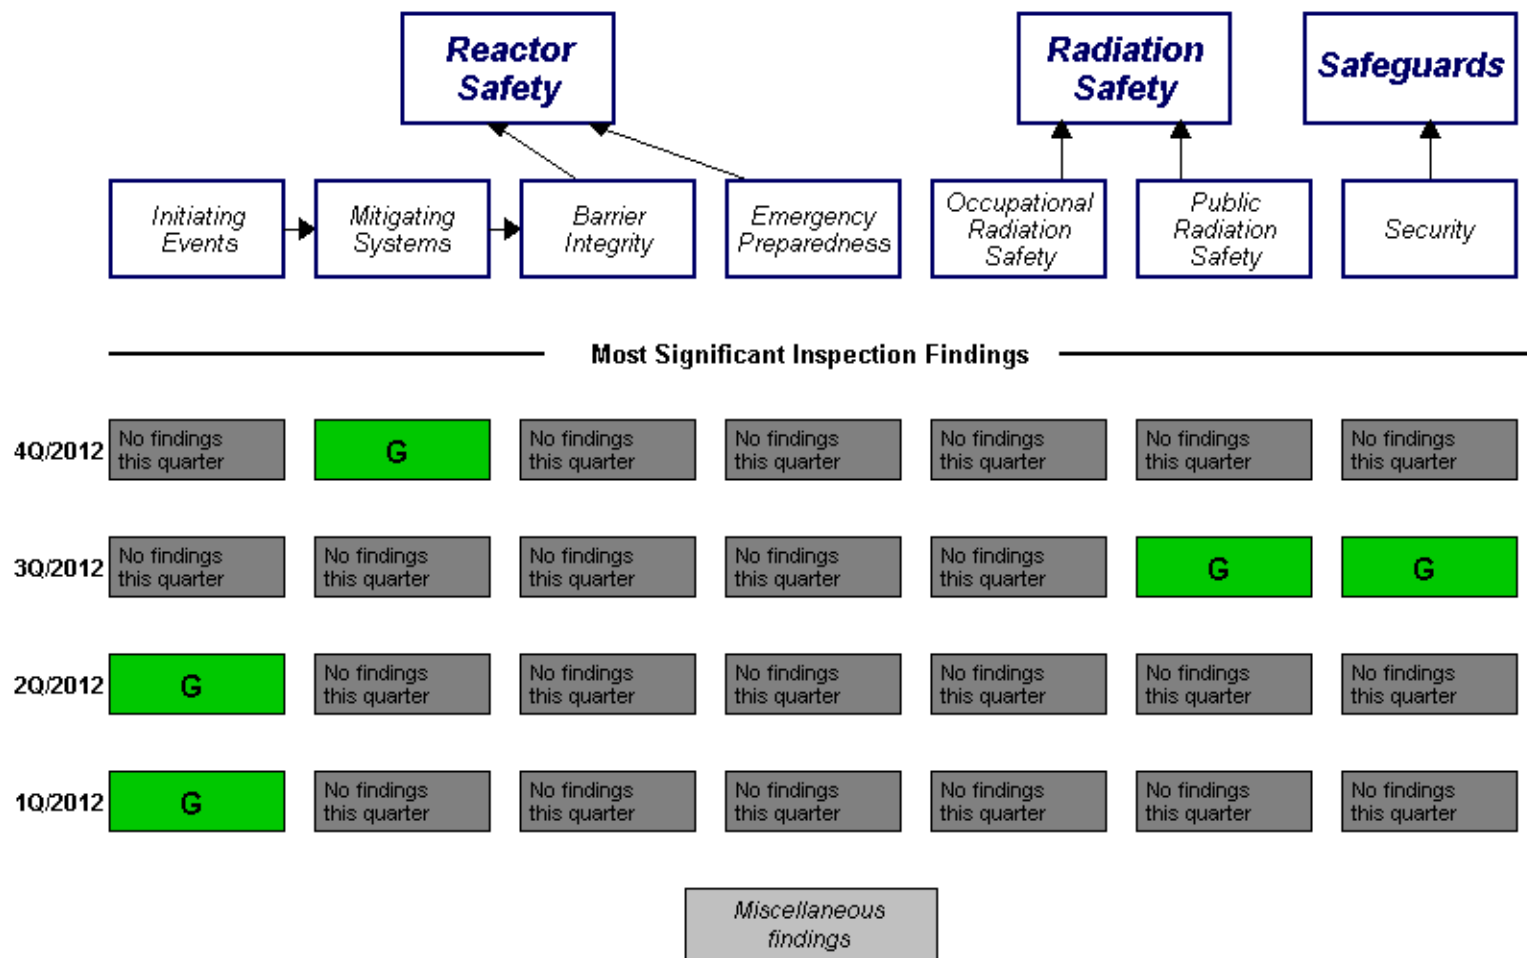 Reactor
Safety
Radiation
Safety
Safeguards
Initiating
Events
Mitigating
Systems
Barrier
Integrity
Emergency
Preparedness
Occupational
Radiation
Safety
Public
Radiation
Safety
Security
Most Significant Inspection Findings
4Q/2012
No findings
this quarter
G
No findings
this quarter
No findings
this quarter
No findings
this quarter
No findings
this quarter
No findings
this quarter
3Q/2012
No findings
this quarter
No findings
this quarter
No findings
this quarter
No findings
this quarter
No findings
this quarter
G
G
2Q/2012
G
No findings
this quarter
No findings
this quarter
No findings
this quarter
No findings
this quarter
No findings
this quarter
No findings
this quarter
1Q/2012
G
No findings
this quarter
No findings
this quarter
No findings
this quarter
No findings
this quarter
No findings
this quarter
No findings
this quarter
Miscellaneous
findings